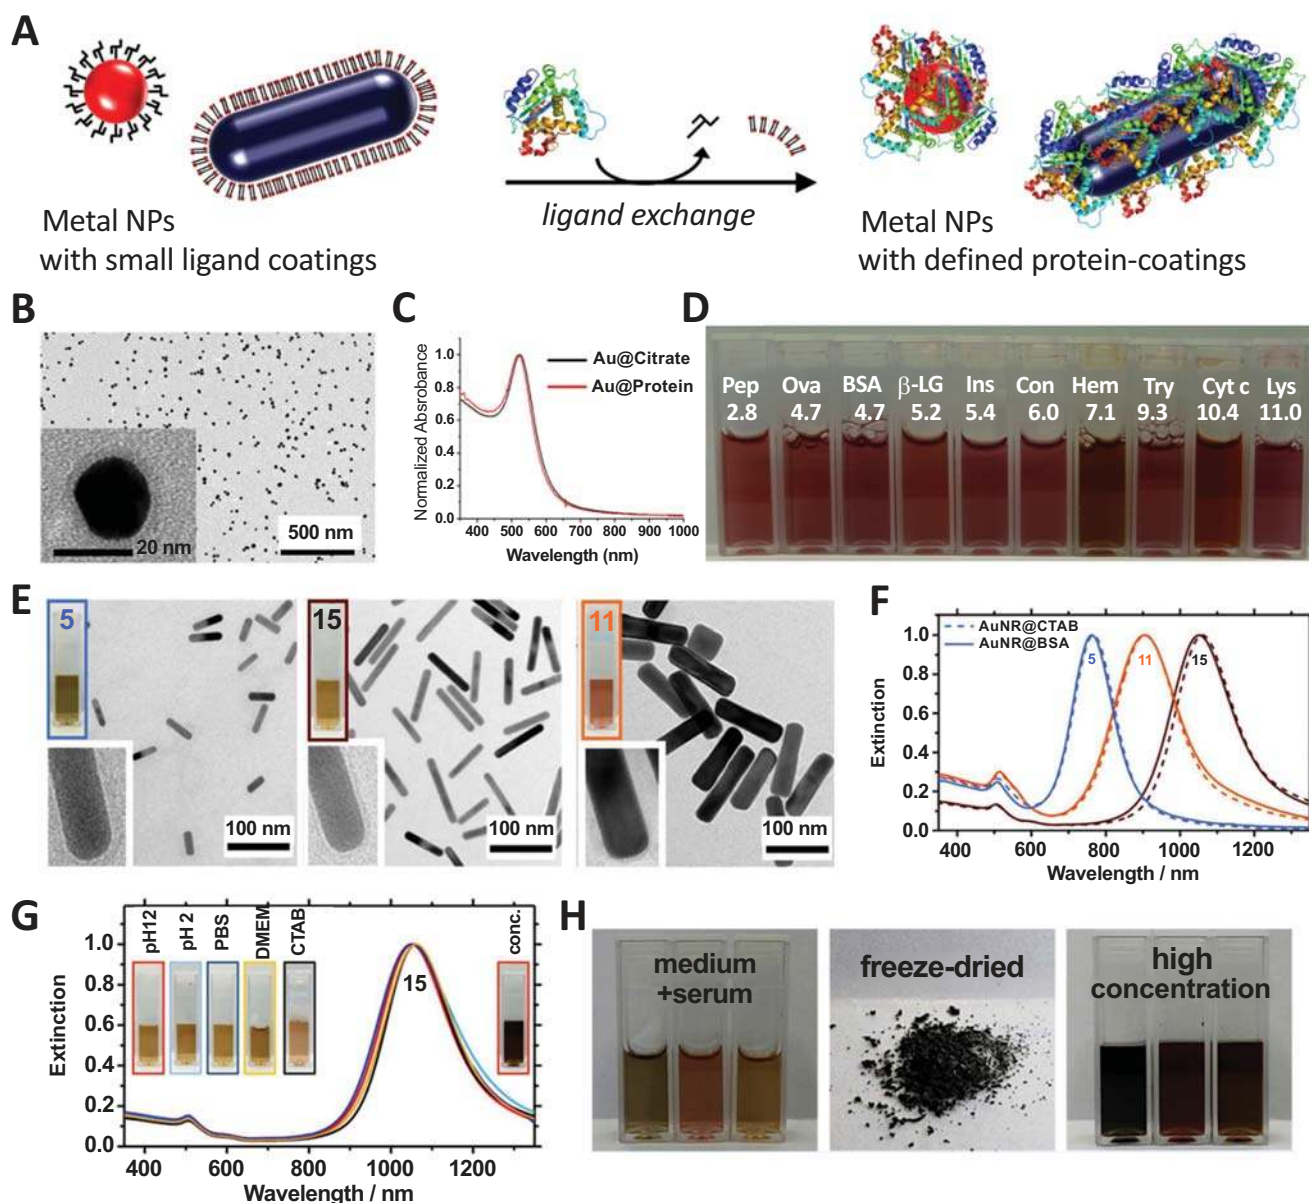 A
Metal NPs
with small ligand coatings
ligand exchange
Metal NPs
with defined protein-coatings
B
20 nm
500 nm
C
Normalized Absrobance
1.0
0.8
0.6
0.4
0.2
0.0
Au@Citrate
Au@Protein
400 500 600 700 800 900 1000
Wavelength (nm)
D
Pep Ova BSA β-LG Ins Con Hem Try Cyt c Lys
2.8 4.7 4.7 5.2 5.4 6.0 7.1 9.3 10.4 11.0
E
5
100 nm
15
100 nm
11
100 nm
F
Extinction
1.0
0.8
0.6
0.4
0.2
0.0
AuNR@CTAB
AuNR@BSA
5
11
15
400 600 800 1000 1200
Wavelength / nm
G
Extinction
1.0
0.8
0.6
0.4
0.2
0.0
pH12
pH 2
PBS
DMEM
CTAB
conc.
15
400 600 800 1000 1200
Wavelength / nm
H
medium
+serum
freeze-dried
high
concentration